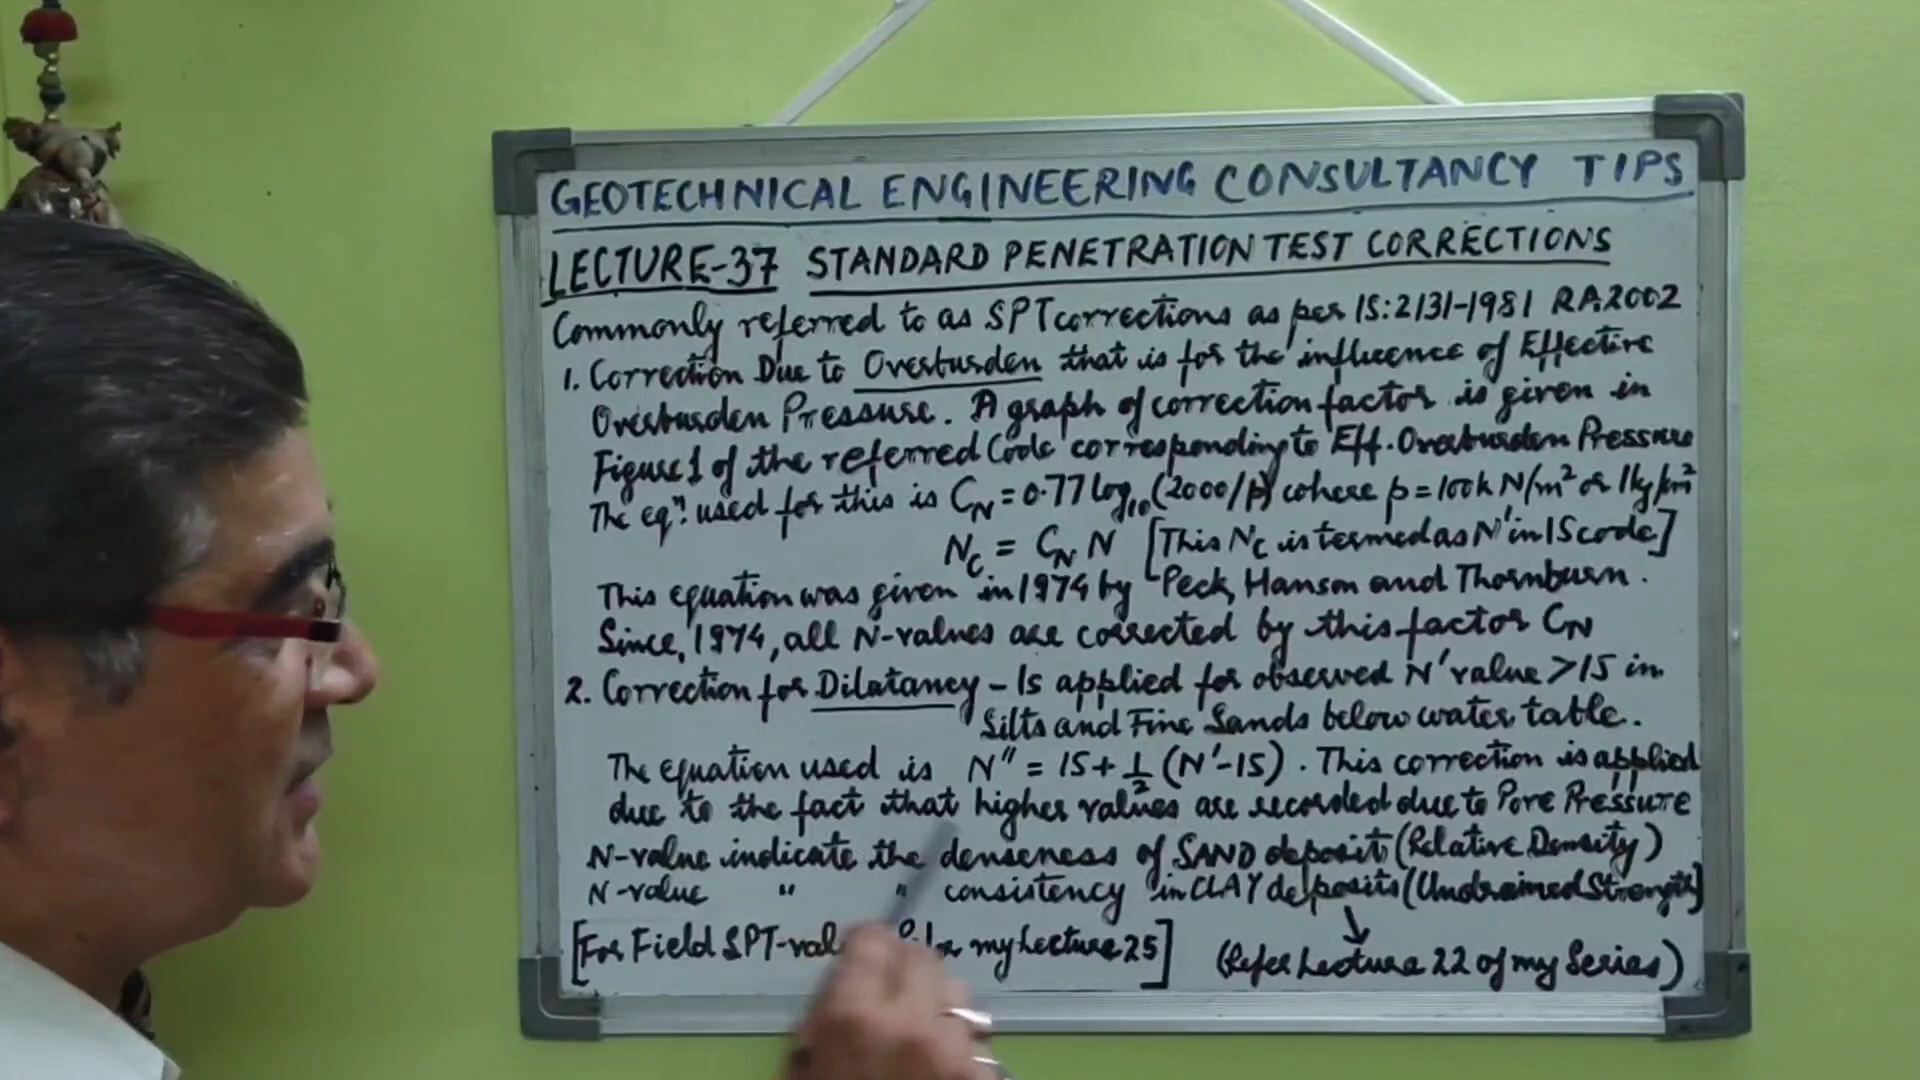 GEOTECHNICAL ENGINEERING CONSULTANCY TIPS
LECTURE-37 STANDARD PENETRATION TEST CORRECTIONS
Commonly referred to as SPT corrections as per IS:2131-1981 RA2002
1. Correction Due to Overburden that is for the influence of Effective
Overburden Pressure. A graph of correction factor is given in
Figure 1 of the referred Code corresponding to Eff. Overburden Pressure
The eqn. used for this is C_N = 0.77 log₁₀ (2000/p) where p = 100kN/m² or 1kg/cm²
N_C = C_N N [This N_C is termed as N' in IS code]
This equation was given in 1974 by Peck, Hanson and Thornburn.
Since, 1974, all N-values are corrected by this factor C_N
2. Correction for Dilatancy - Is applied for observed N' value >15 in
Silts and Fine Sands below water table.
The equation used is N" = 15 + 1/2 (N'-15). This correction is applied
due to the fact that higher values are recorded due to Pore Pressure
N-value indicate the denseness of SAND deposit (Relative Density)
N-value " " consistency in CLAY deposits (Undrained Strength)
[For Field SPT- my Lecture 25]
(Refer Lecture 22 of my Series)